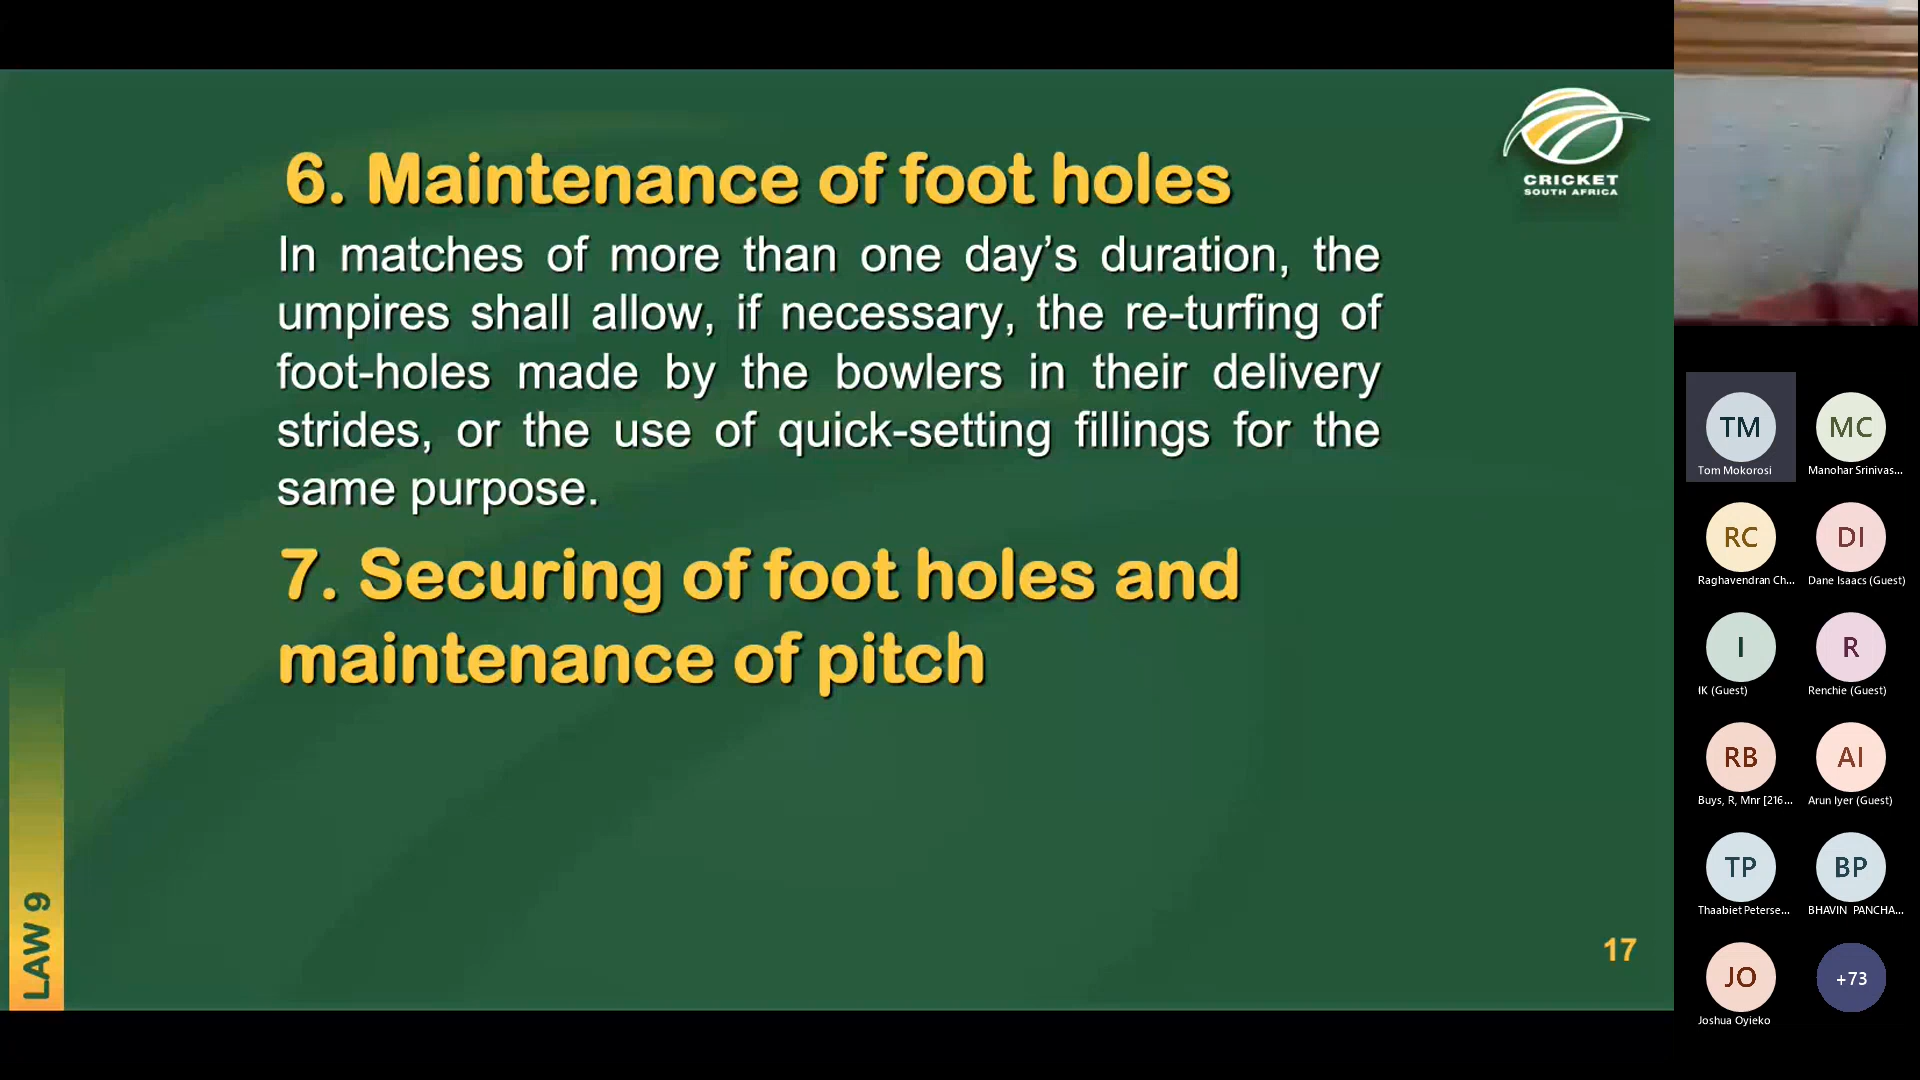 6. Maintenance of foot holes
In matches of more than one day’s duration, the
umpires shall allow, if necessary, the re-turfing of
foot-holes made by the bowlers in their delivery
strides, or the use of quick-setting fillings for the
same purpose.
7. Securing of foot holes and
maintenance of pitch
LAW 9
17
CRICKET
SOUTH AFRICA
TM
Tom Mokorosi
MC
Manohar Srinivas...
RC
Raghavendran Ch...
DI
Dane Isaacs (Guest)
I
IK (Guest)
R
Renchie (Guest)
RB
Buys, R, Mnr [216...
AI
Arun Iyer (Guest)
TP
Thaabiet Peterse...
BP
BHAVIN PANCHA...
JO
Joshua Oyieko
+73